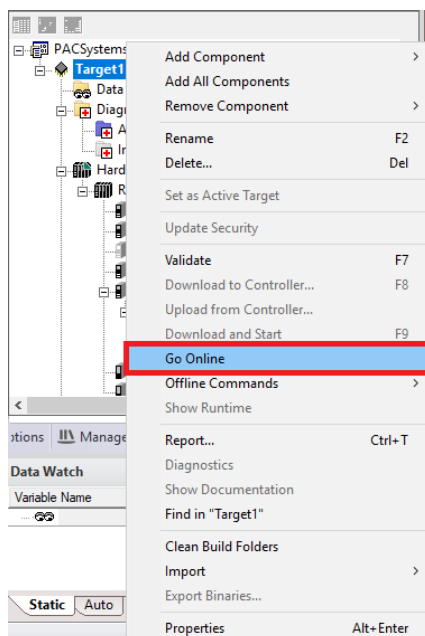 PACSystems
Target1
Data
Diag
Hard
Add Component
Add All Components
Remove Component
Rename F2
Delete... Del
Set as Active Target
Update Security
Validate F7
Download to Controller... F8
Upload from Controller...
Download and Start F9
Go Online
Offline Commands
Show Runtime
Report... Ctrl+T
Diagnostics
Show Documentation
Find in "Target1"
Clean Build Folders
Import
Export Binaries...
Properties Alt+Enter
Manage
Data Watch
Variable Name
Static Auto